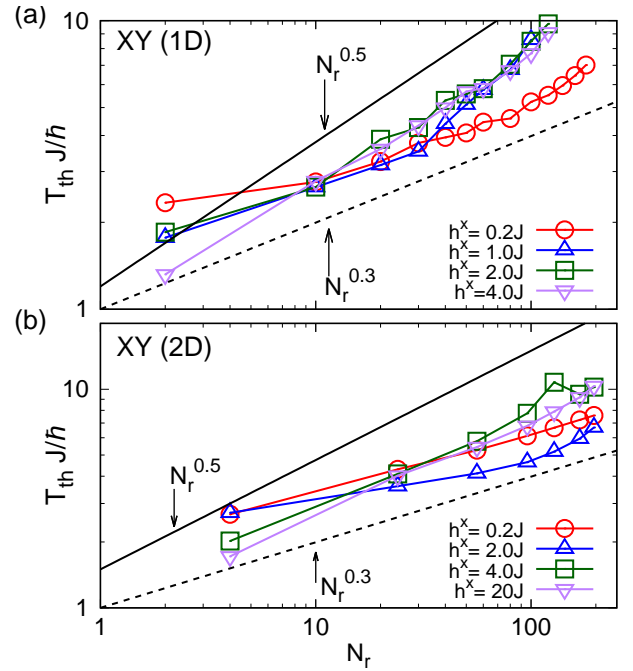 (a)
XY (1D)
T_th J/ħ
10
1
N_r^0.5
N_r^0.3
h^x= 0.2J
h^x= 1.0J
h^x= 2.0J
h^x=4.0J
(b)
XY (2D)
T_th J/ħ
10
1
N_r^0.5
N_r^0.3
h^x= 0.2J
h^x= 2.0J
h^x= 4.0J
h^x= 20J
1
10
100
N_r